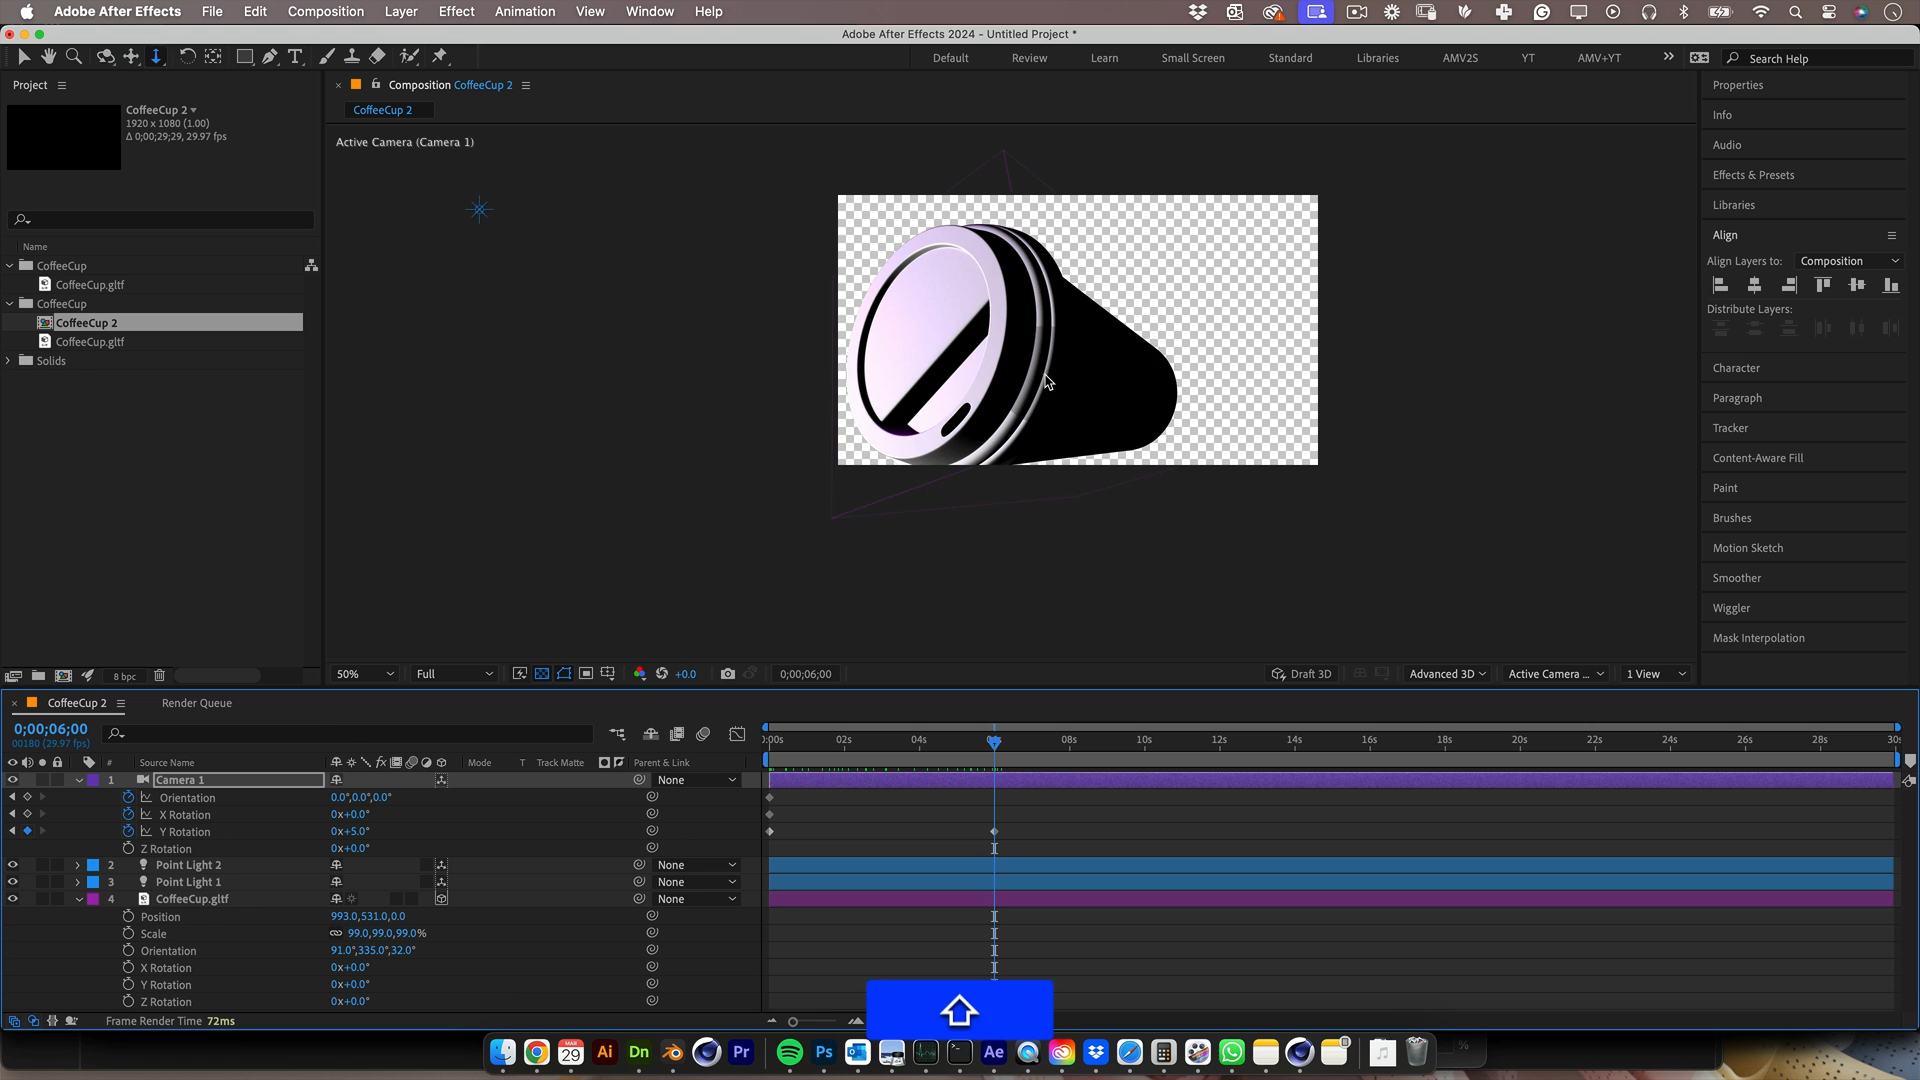 Adobe After Effects File Edit Composition Layer Effect Animation View Window Help
Adobe After Effects 2024 - Untitled Project *
Default Review Learn Small Screen Standard Libraries AMV2S YT AMV+YT Search Help
Project
CoffeeCup 2
1920 x 1080 (1.00)
Δ 0;00;29;29, 29.97 fps
Name
CoffeeCup
CoffeeCup.gltf
CoffeeCup
CoffeeCup 2
CoffeeCup.gltf
Solids
8 bpc
Composition CoffeeCup 2
CoffeeCup 2
Active Camera (Camera 1)
50% Full +0.0 0;00;06;00 Draft 3D Advanced 3D Active Camera ... 1 View
Properties
Info
Audio
Effects & Presets
Libraries
Align
Align Layers to: Composition
Distribute Layers:
Character
Paragraph
Tracker
Content-Aware Fill
Paint
Brushes
Motion Sketch
Smoother
Wiggler
Mask Interpolation
CoffeeCup 2 Render Queue
0;00;06;00
00180 (29.97 fps)
# Source Name Mode T Track Matte Parent & Link
:00s 02s 04s 08s 10s 12s 14s 16s 18s 20s 22s 24s 26s 28s 30s
1 Camera 1 None
Orientation 0.0°,0.0°,0.0°
X Rotation 0x+0.0°
Y Rotation 0x+5.0°
Z Rotation 0x+0.0°
2 Point Light 2 None
3 Point Light 1 None
4 CoffeeCup.gltf None
Position 993.0,531.0,0.0
Scale 99.0,99.0,99.0%
Orientation 91.0°,335.0°,32.0°
X Rotation 0x+0.0°
Y Rotation 0x+0.0°
Z Rotation 0x+0.0°
Frame Render Time 72ms
MAR
29 Ai Dn Pr Ps Ae
%